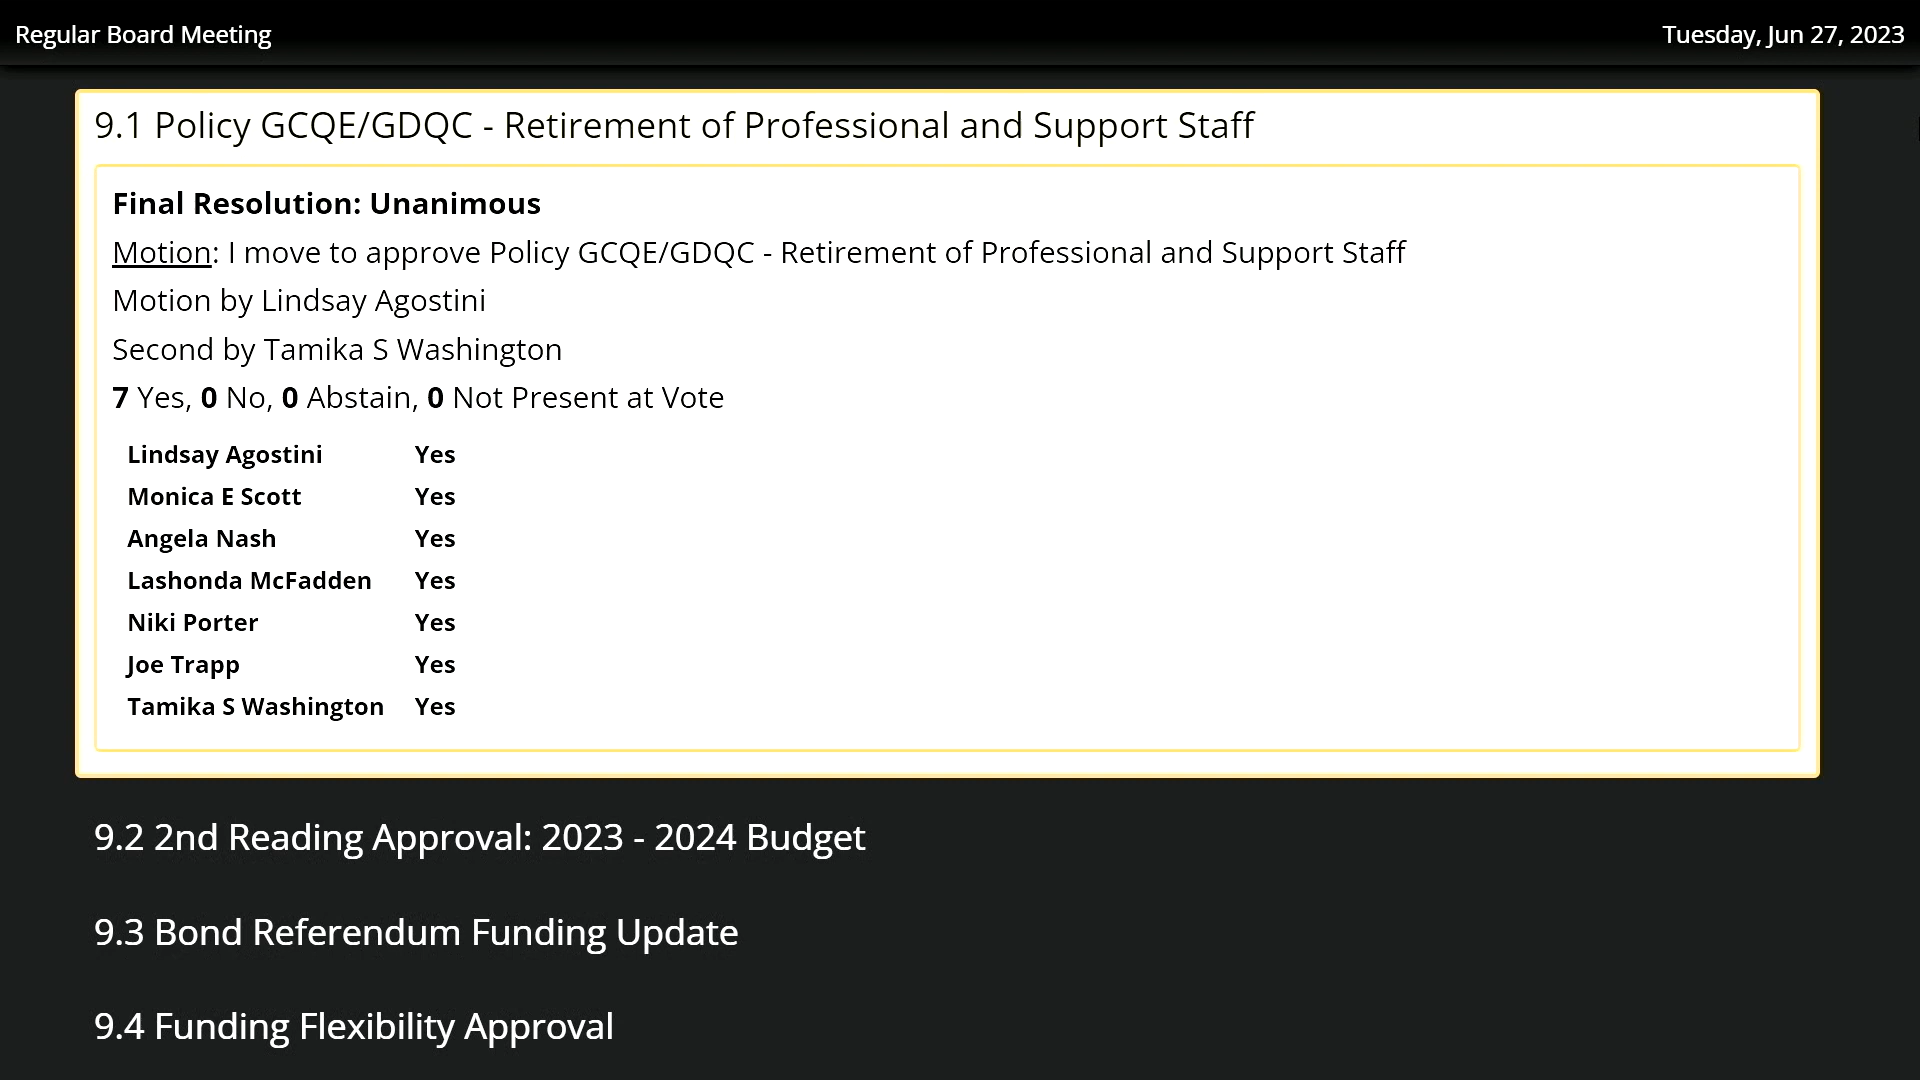 Regular Board Meeting
Tuesday, Jun 27, 2023
9.1 Policy GCQE/GDQC - Retirement of Professional and Support Staff
Final Resolution: Unanimous
Motion: I move to approve Policy GCQE/GDQC - Retirement of Professional and Support Staff
Motion by Lindsay Agostini
Second by Tamika S Washington
7 Yes, 0 No, 0 Abstain, 0 Not Present at Vote
Lindsay Agostini Yes
Monica E Scott Yes
Angela Nash Yes
Lashonda McFadden Yes
Niki Porter Yes
Joe Trapp Yes
Tamika S Washington Yes
9.2 2nd Reading Approval: 2023 - 2024 Budget
9.3 Bond Referendum Funding Update
9.4 Funding Flexibility Approval